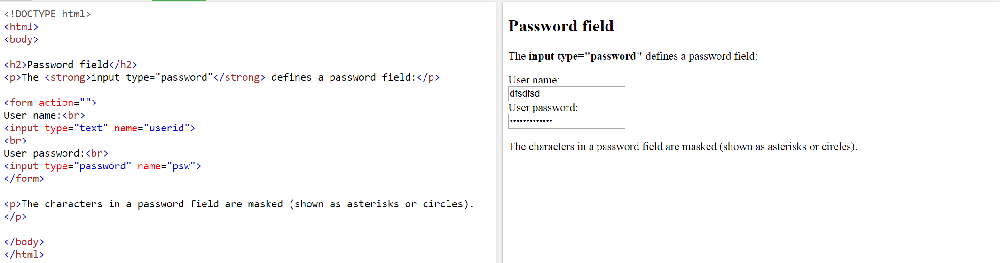 <!DOCTYPE html>
<html>
<body>
<h2>Password field</h2>
<p>The <strong>input type="password"</strong> defines a password field:</p>
<form action="">
User name:<br>
<input type="text" name="userid">
<br>
User password:<br>
<input type="password" name="psw">
</form>
<p>The characters in a password field are masked (shown as asterisks or circles).
</p>
</body>
</html>
Password field
The input type="password" defines a password field:
User name:
dfsdfsd
User password:
•••••••••••••
The characters in a password field are masked (shown as asterisks or circles).